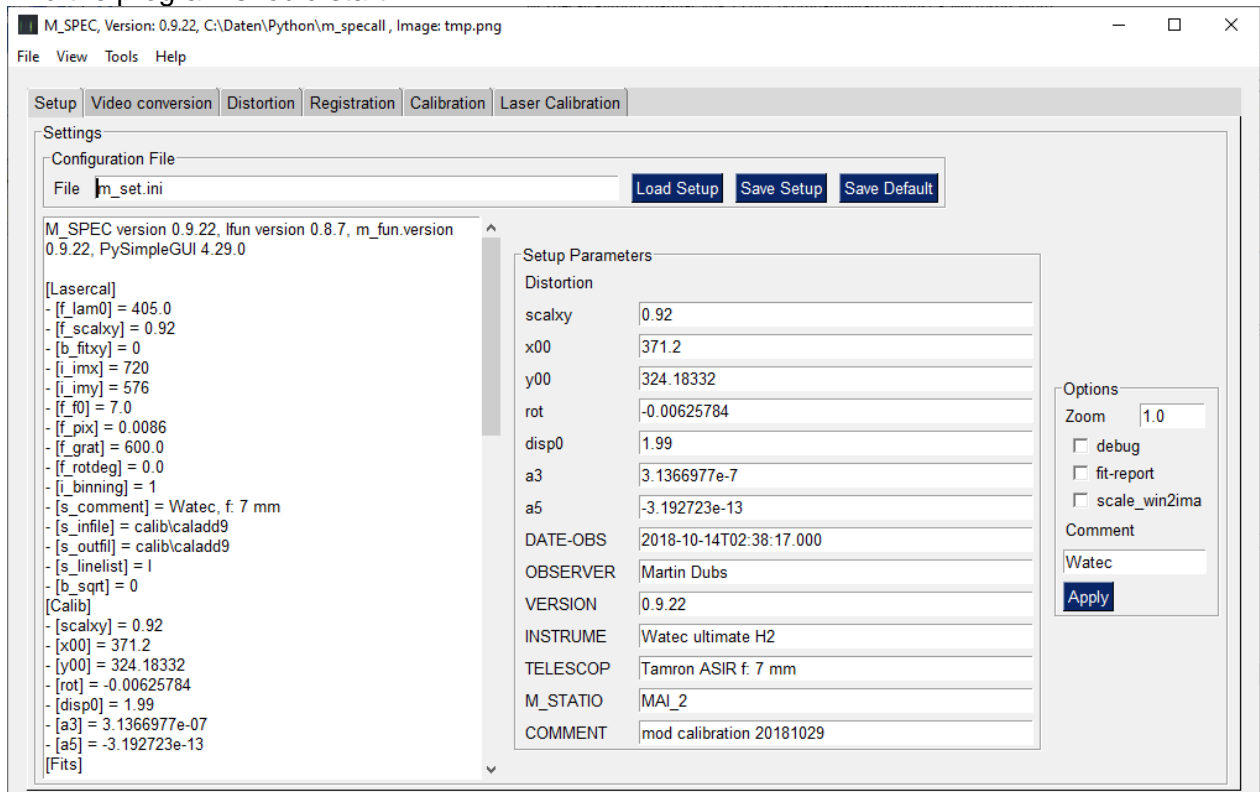 M_SPEC, Version: 0.9.22, C:\Daten\Python\m_specall , Image: tmp.png
File View Tools Help
Setup Video conversion Distortion Registration Calibration Laser Calibration
Settings
Configuration File
File m_set.ini Load Setup Save Setup Save Default
M_SPEC version 0.9.22, lfun version 0.8.7, m_fun.version
0.9.22, PySimpleGUI 4.29.0
[Lasercal]
- [f_lam0] = 405.0
- [f_scalxy] = 0.92
- [b_fitxy] = 0
- [i_imx] = 720
- [i_imy] = 576
- [f_f0] = 7.0
- [f_pix] = 0.0086
- [f_grat] = 600.0
- [f_rotdeg] = 0.0
- [i_binning] = 1
- [s_comment] = Watec, f: 7 mm
- [s_infile] = calib\caladd9
- [s_outfil] = calib\caladd9
- [s_linelist] = l
- [b_sqrt] = 0
[Calib]
- [scalxy] = 0.92
- [x00] = 371.2
- [y00] = 324.18332
- [rot] = -0.00625784
- [disp0] = 1.99
- [a3] = 3.1366977e-07
- [a5] = -3.192723e-13
[Fits]
Setup Parameters
Distortion
scalxy 0.92
x00 371.2
y00 324.18332
rot -0.00625784
disp0 1.99
a3 3.1366977e-7
a5 -3.192723e-13
DATE-OBS 2018-10-14T02:38:17.000
OBSERVER Martin Dubs
VERSION 0.9.22
INSTRUME Watec ultimate H2
TELESCOP Tamron ASIR f: 7 mm
M_STATIO MAI_2
COMMENT mod calibration 20181029
Options
Zoom 1.0
debug
fit-report
scale_win2ima
Comment
Watec
Apply